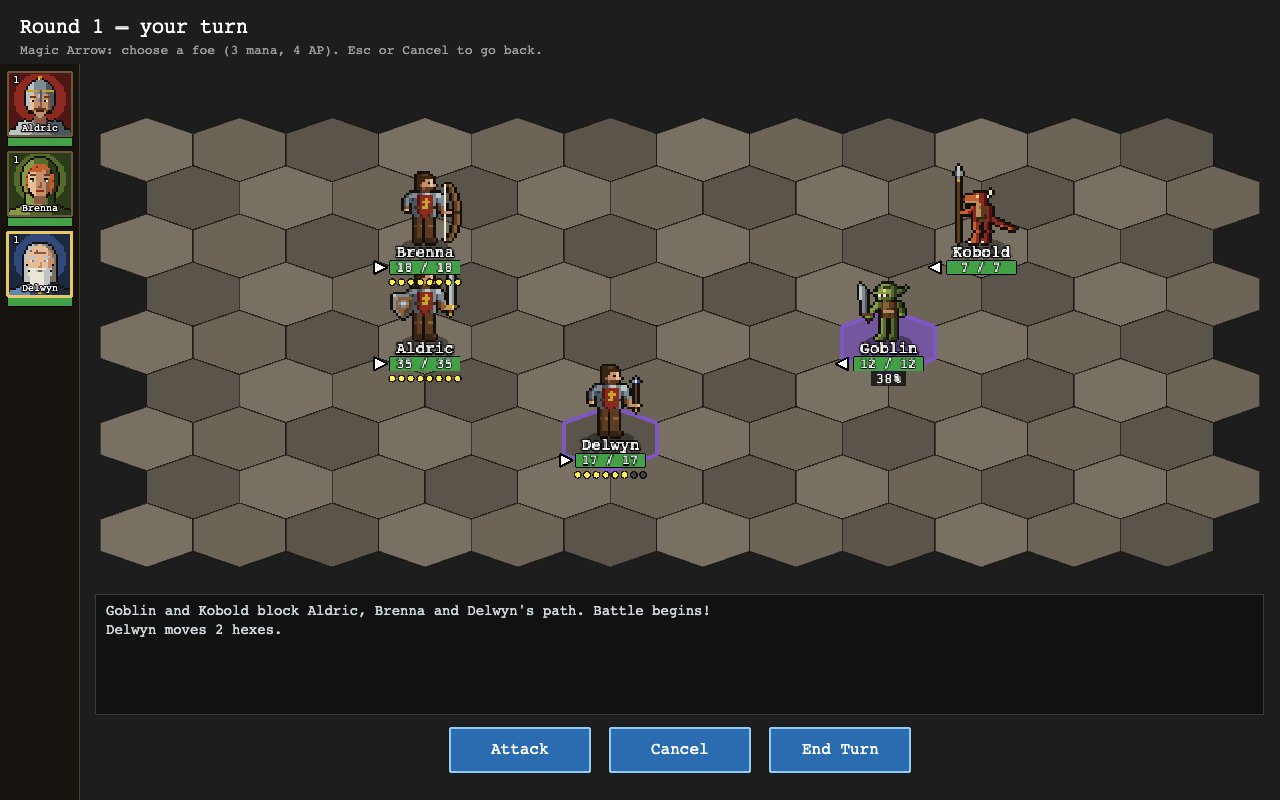 Round 1 — your turn
Magic Arrow: choose a foe (3 mana, 4 AP). Esc or Cancel to go back.
1
Aldric
1
Brenna
1
Delwyn
Brenna
18 / 18
Kobold
7 / 7
Aldric
35 / 35
Goblin
12 / 12
38%
Delwyn
17 / 17
Goblin and Kobold block Aldric, Brenna and Delwyn's path. Battle begins!
Delwyn moves 2 hexes.
Attack
Cancel
End Turn